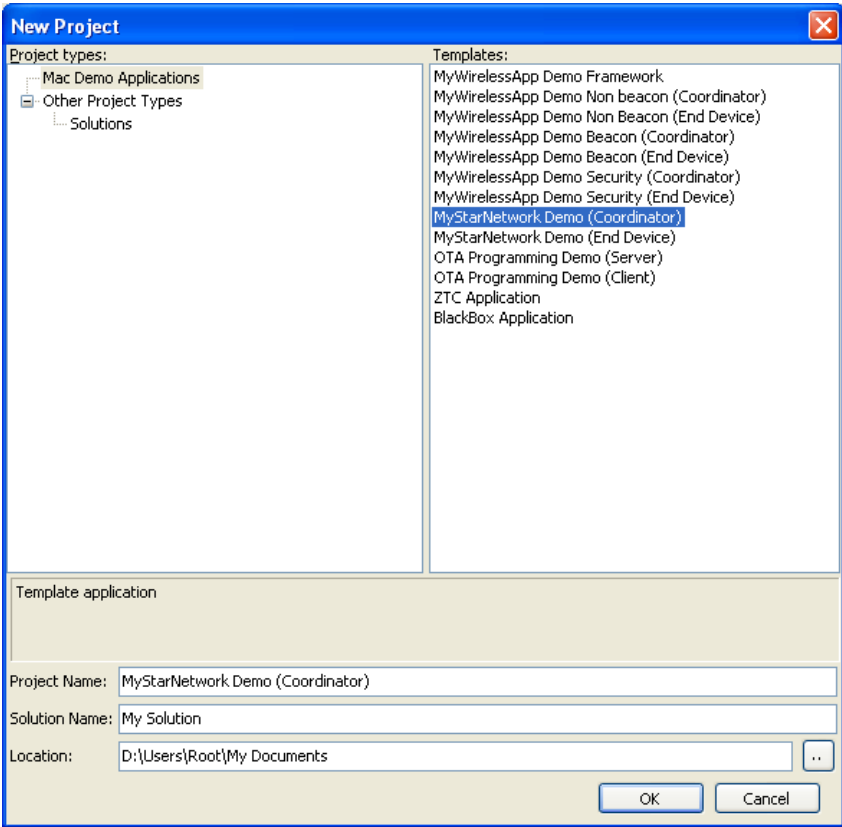 New Project
Project types:
Mac Demo Applications
Other Project Types
Solutions
Templates:
MyWirelessApp Demo Framework
MyWirelessApp Demo Non beacon (Coordinator)
MyWirelessApp Demo Non Beacon (End Device)
MyWirelessApp Demo Beacon (Coordinator)
MyWirelessApp Demo Beacon (End Device)
MyWirelessApp Demo Security (Coordinator)
MyWirelessApp Demo Security (End Device)
MyStarNetwork Demo (Coordinator)
MyStarNetwork Demo (End Device)
OTA Programming Demo (Server)
OTA Programming Demo (Client)
ZTC Application
BlackBox Application
Template application
Project Name: MyStarNetwork Demo (Coordinator)
Solution Name: My Solution
Location: D:\Users\Root\My Documents ..
OK Cancel